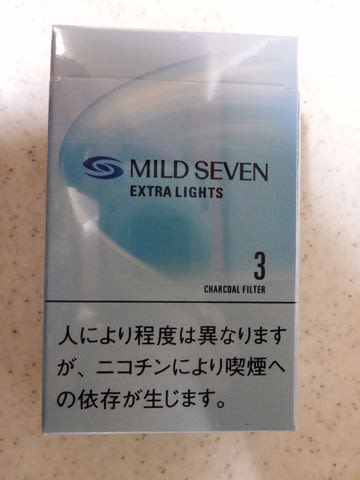 MILD SEVEN
EXTRA LIGHTS
3
CHARCOAL FILTER
人により程度は異なります
が、ニコチンにより喫煙へ
の依存が生じます。